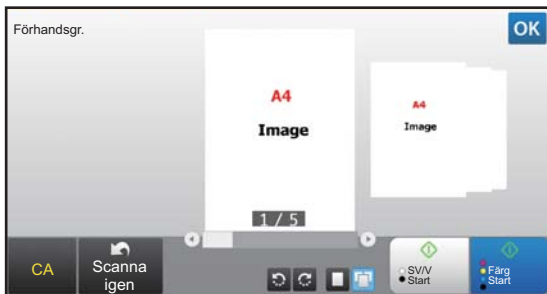 Förhandsgr.
OK
A4
Image
A4
Image
1 / 5
CA
Scanna
igen
SV/V
Start
Färg
Start